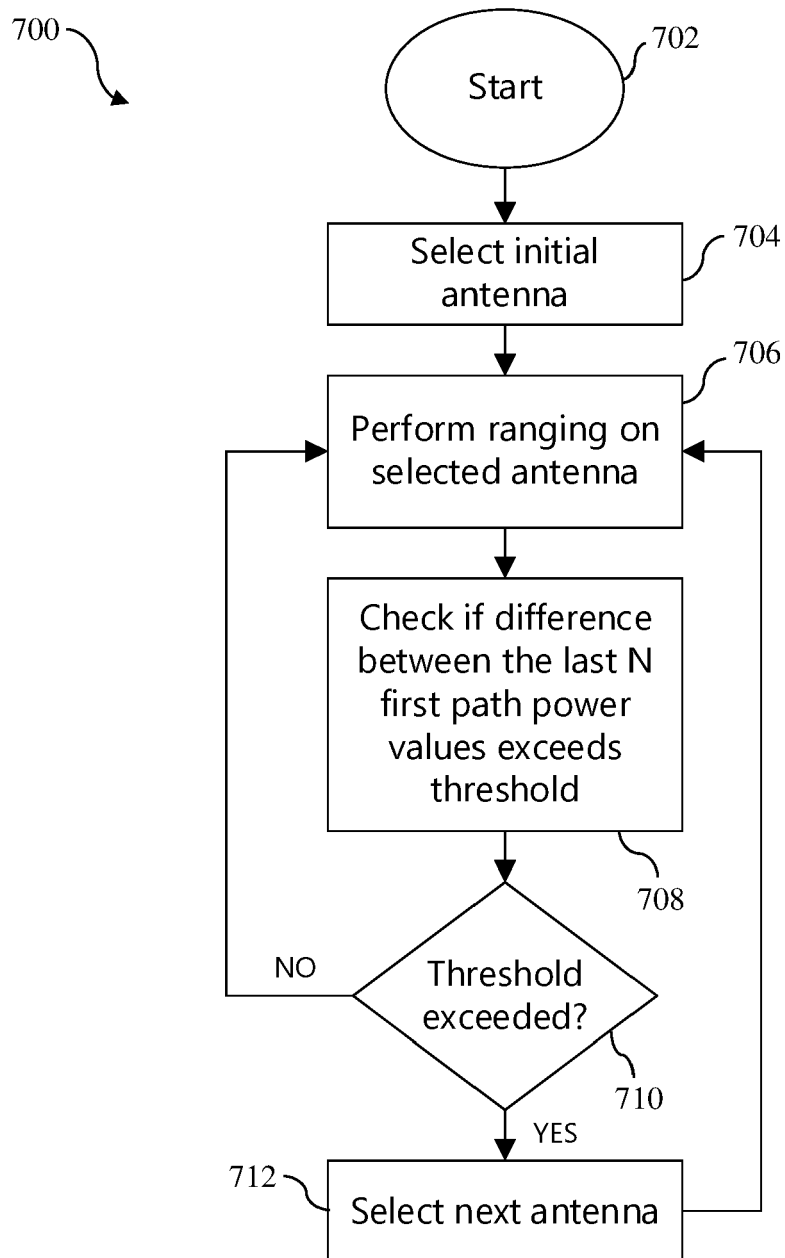 700
702
Start
704
Select initial
antenna
706
Perform ranging on
selected antenna
Check if difference
between the last N
first path power
values exceeds
threshold
708
NO
Threshold
exceeded?
710
YES
712
Select next antenna